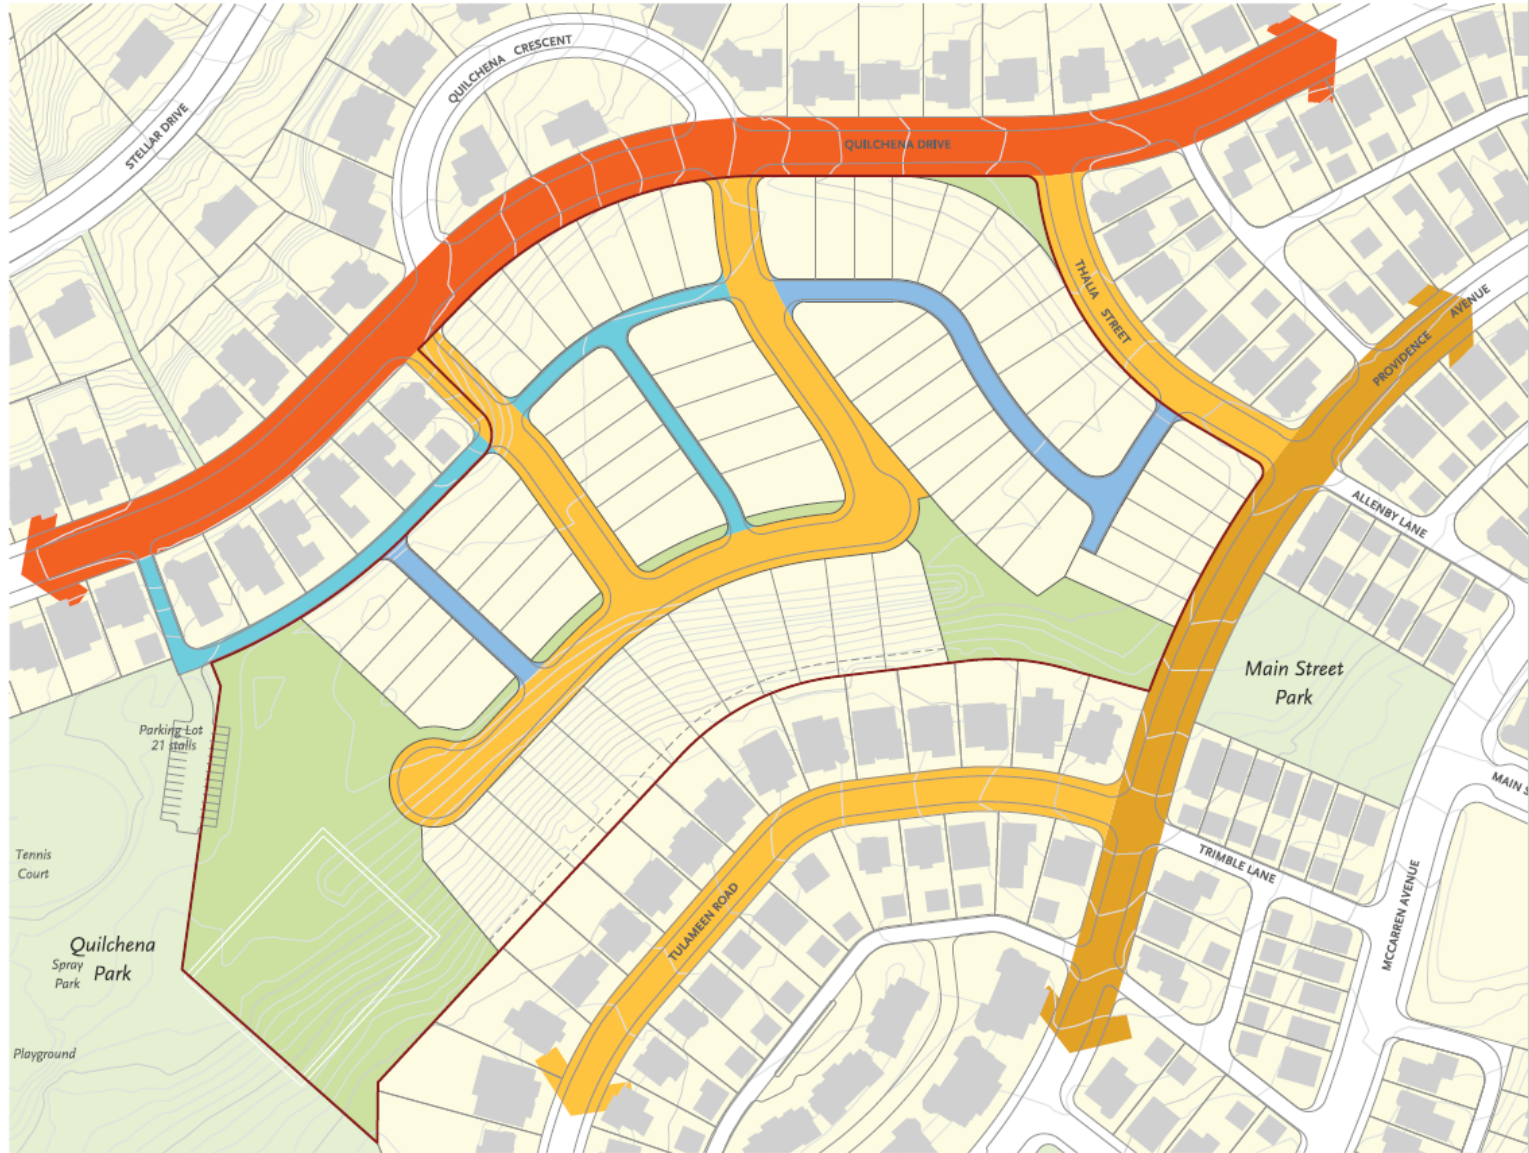 QUILCHENA CRESCENT
STELLAR DRIVE
QUILCHENA DRIVE
THALIA STREET
PROVIDENCE AVENUE
ALLENBY LANE
Main Street
Park
Parking Lot
21 stalls
MAIN S
Tennis
Court
TRIMBLE LANE
MCCARREN AVENUE
TULAMEEN ROAD
Quilchena
Park
Spray
Park
Playground